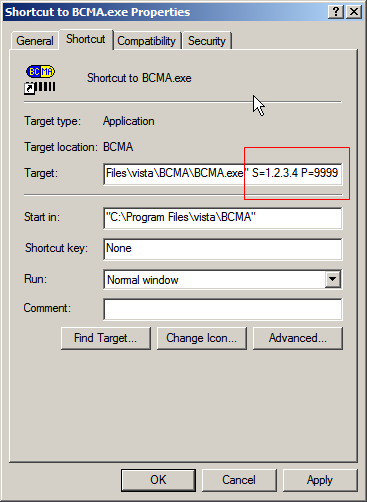 Shortcut to BCMA.exe Properties
General Shortcut Compatibility Security
BCMA
Shortcut to BCMA.exe
Target type: Application
Target location: BCMA
Target: Files\vista\BCMA\BCMA.exe" S=1.2.3.4 P=9999
Start in: "C:\Program Files\vista\BCMA"
Shortcut key: None
Run: Normal window
Comment:
Find Target... Change Icon... Advanced...
OK Cancel Apply